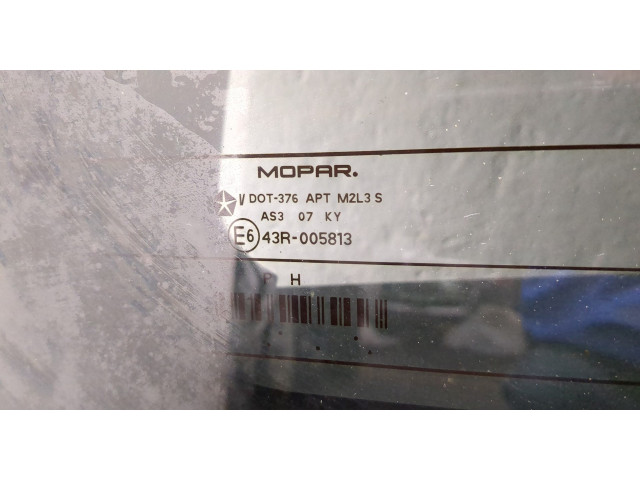 MOPAR.
V DOT-376 APT M2L3 S
AS3 07 KY
E6 43R-005813
P H